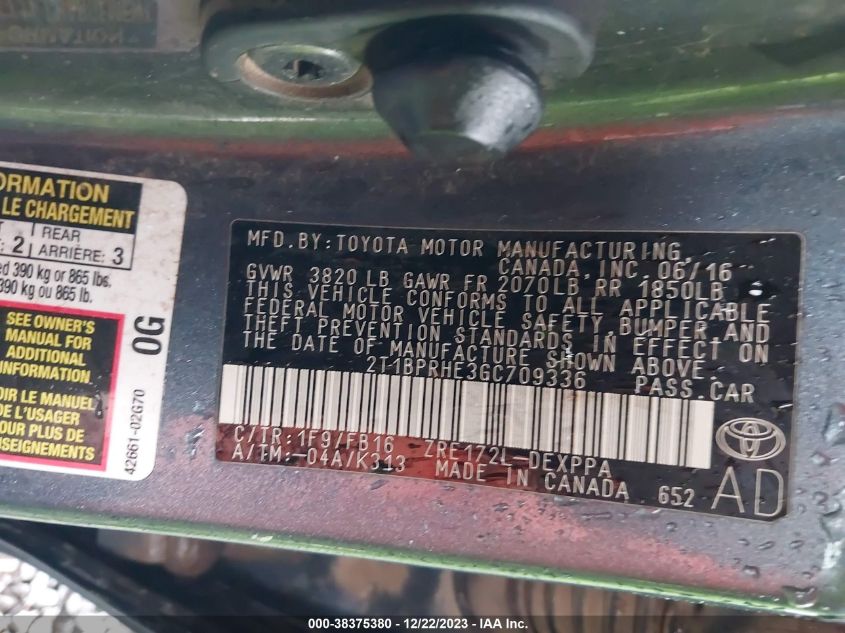 ORMATION
LE CHARGEMENT
2
REAR
ARRIÈRE: 3
ed 390 kg or 865 lbs.
390 kg ou 865 lb.
SEE OWNER'S
MANUAL FOR
ADDITIONAL
INFORMATION
OIR LE MANUEL
DE L'USAGER
POUR PLUS D
NSEIGNEME
0G
42661-02G70
MFD.BY:TOYOTA MOTOR MANUFACTURING,
CANADA, INC. 06/16
GVWR 3820 LB GAWR FR 2070LB RR 1850LB
THIS VEHICLE CONFORMS TO ALL APPLICABLE
FEDERAL MOTOR VEHICLE SAFETY,BUMPER AND
THEFT PREVENTION STANDARDS IN EFFECT ON
THE DATE OF MANUFACTURE SHOWN ABOVE.
2T1BPRHE3GC709336 PASS.CAR
C/TR:1F9/FB16 ZRE172L-DEXPPA
A/TM:-04A/K313 MADE IN CANADA 652
AD
000-38375380 - 12/22/2023 - IAA Inc.